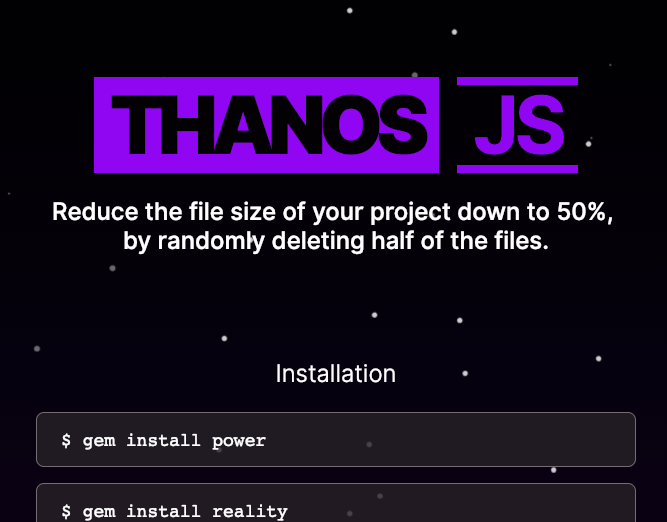 THANOS JS
Reduce the file size of your project down to 50%,
by randomly deleting half of the files.
Installation
$ gem install power
$ gem install reality